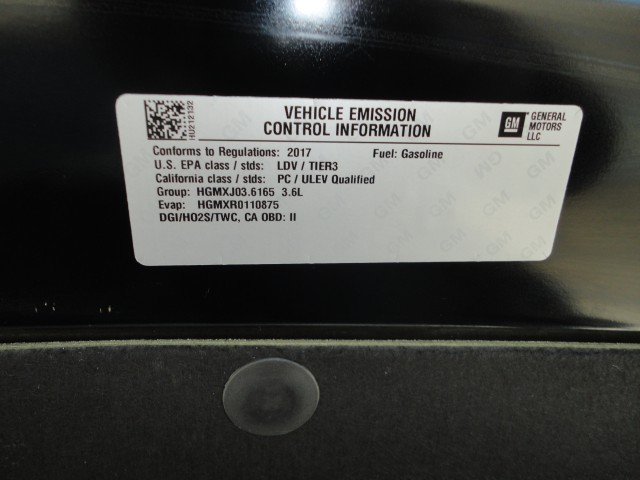 HU212132
VEHICLE EMISSION
CONTROL INFORMATION
GM
GENERAL
MOTORS
LLC
Conforms to Regulations: 2017 Fuel: Gasoline
U.S. EPA class / stds: LDV / TIER3
California class / stds: PC / ULEV Qualified
Group: HGMXJ03.6165 3.6L
Evap: HGMXR0110875
DGI/HO2S/TWC, CA OBD: II